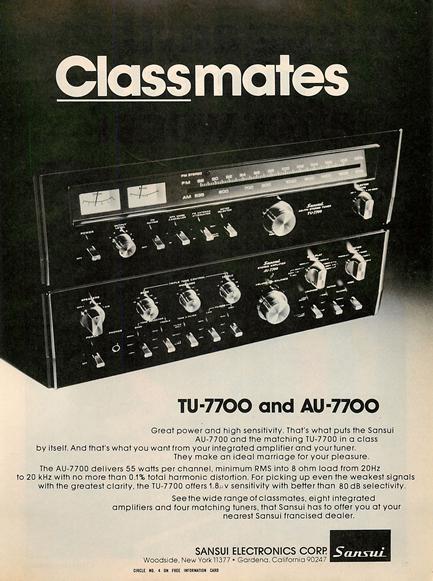 Classmates
FM STEREO
FM 88
AM
POWER
Sansui
TU-7700
Sansui
AU-7700
TRIPLE TONE CONTROL
TU-7700 and AU-7700
Great power and high sensitivity. That's what puts the Sansui
AU-7700 and the matching TU-7700 in a class
by itself. And that's what you want from your integrated amplifier and your tuner.
They make an ideal marriage for your pleasure.
The AU-7700 delivers 55 watts per channel, minimum RMS into 8 ohm load from 20Hz
to 20 kHz with no more than 0.1% total harmonic distortion. For picking up even the weakest signals
with the greatest clarity, the TU-7700 offers 1.8µv sensitivity with better than 80 dB selectivity.
See the wide range of classmates, eight integrated
amplifiers and four matching tuners, that Sansui has to offer you at your
nearest Sansui francised dealer.
SANSUI ELECTRONICS CORP.
Woodside, New York 11377 • Gardena, California 90247
Sansui
CIRCLE NO. 4 ON FREE INFORMATION CARD